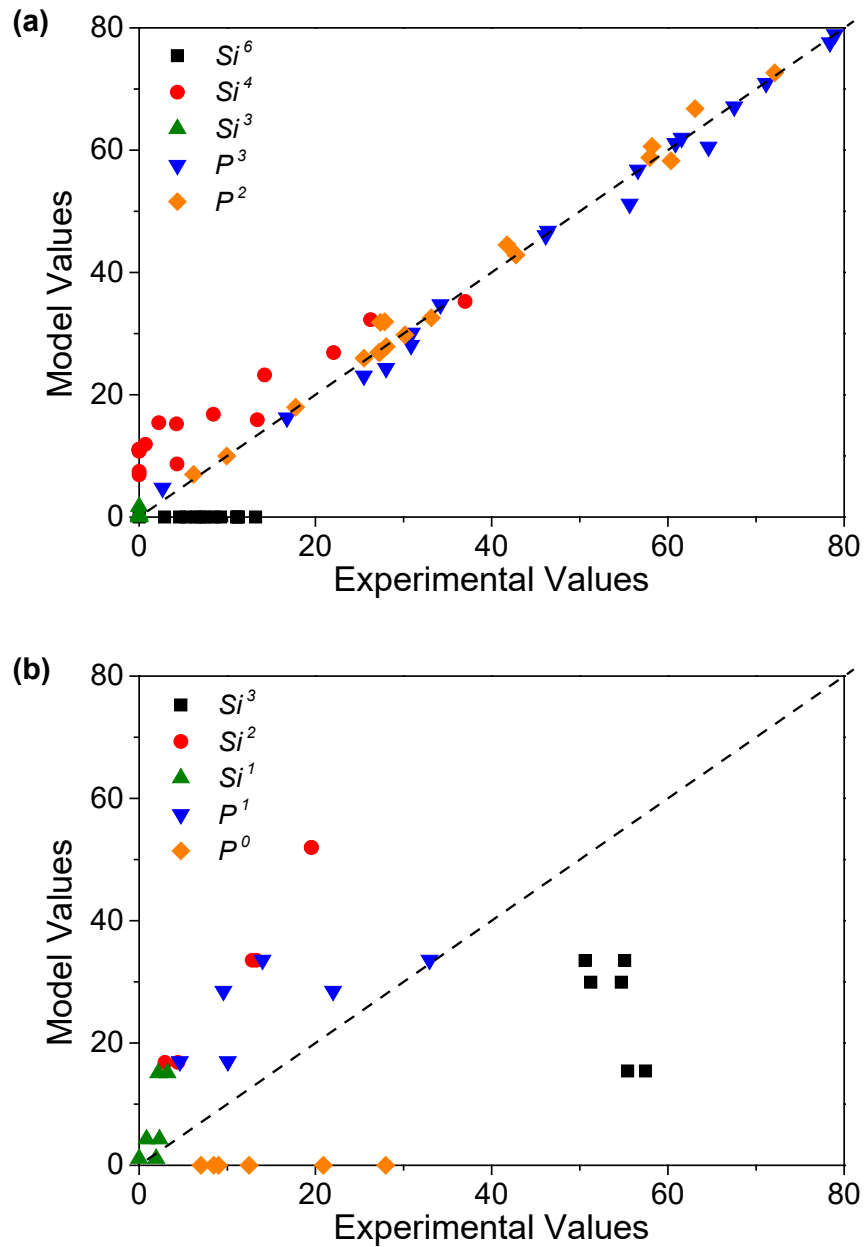 (a)
80
60
40
20
0
Model Values
Si⁶
Si⁴
Si³
P³
P²
0 20 40 60 80
Experimental Values
(b)
80
60
40
20
0
Model Values
Si³
Si²
Si¹
P¹
P⁰
0 20 40 60 80
Experimental Values